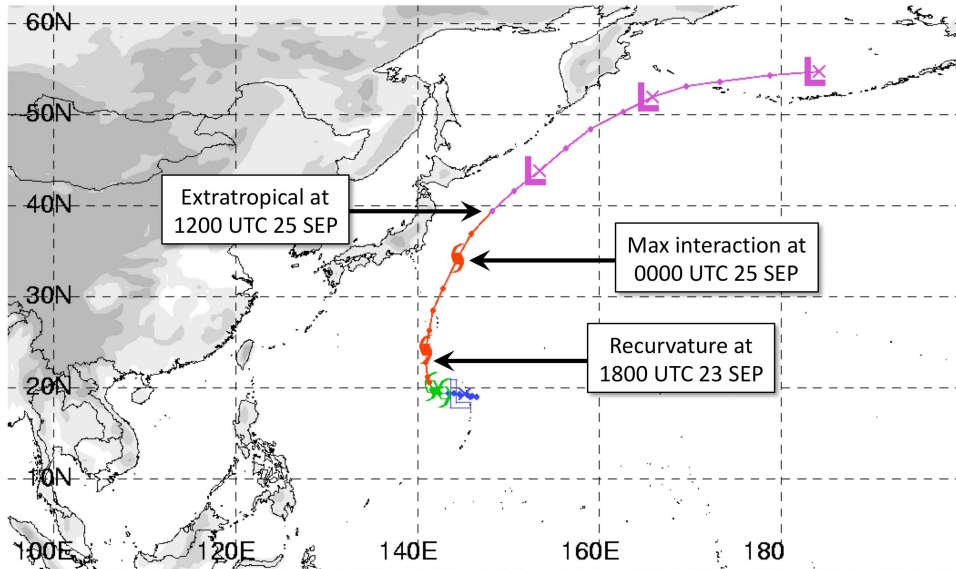 60N
50N
Extratropical at
1200 UTC 25 SEP
40N
Max interaction at
0000 UTC 25 SEP
30N
Recurvature at
1800 UTC 23 SEP
20N
10N
100E 120E 140E 160E 180
L
L
L
L